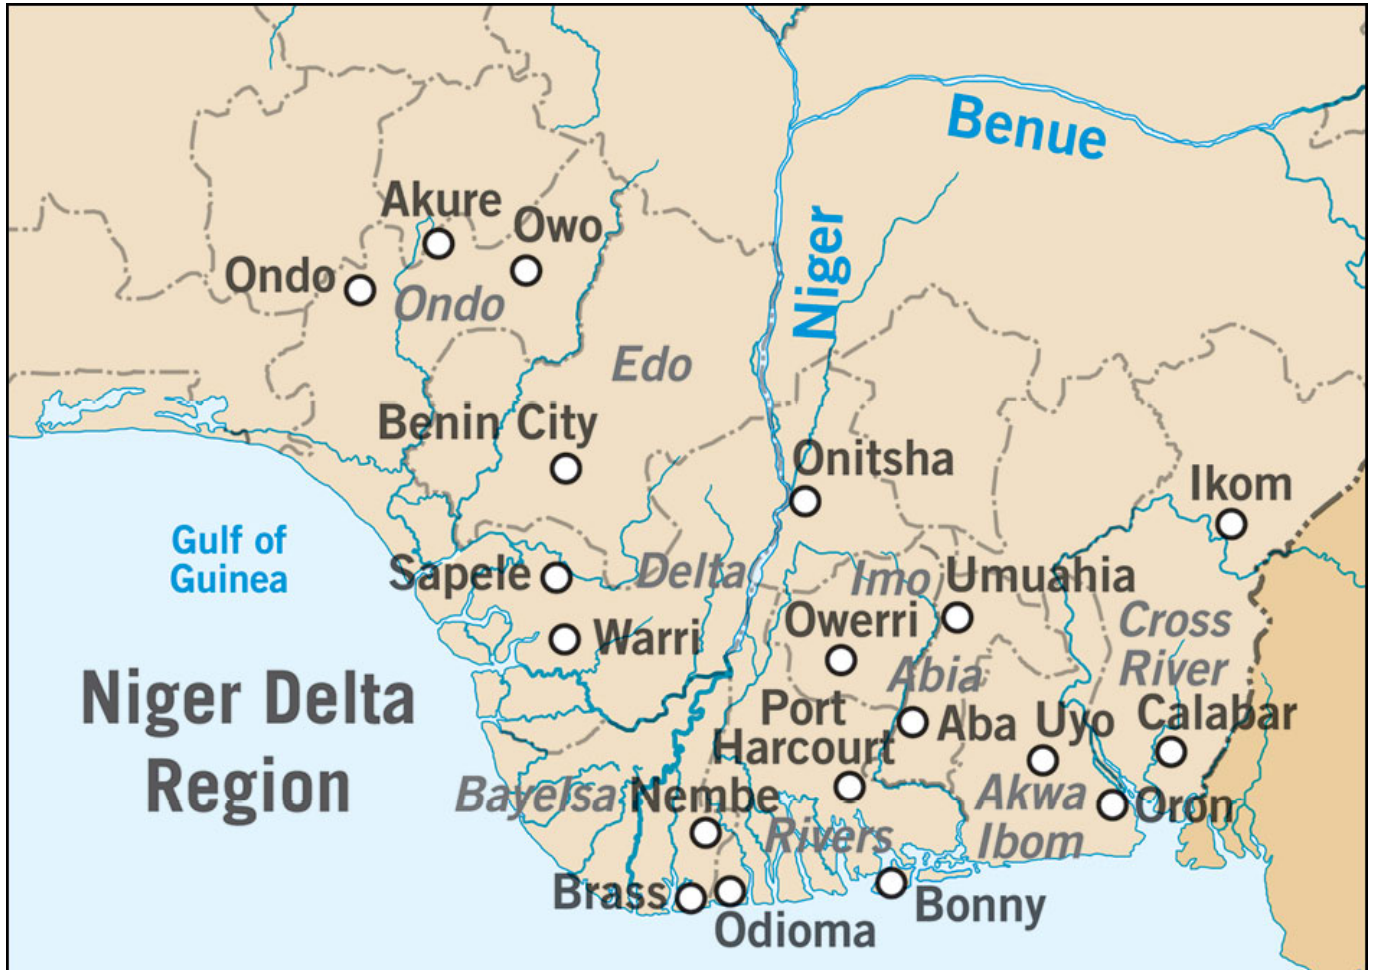 Benue
Niger
Akure
Owo
Ondo
Ondo
Edo
Benin City
Onitsha
Ikom
Gulf of
Guinea
Sapele
Delta
Imo
Umuahia
Warri
Owerri
Cross
River
Abia
Niger Delta
Region
Port
Harcourt
Aba
Uyo
Calabar
Bayelsa
Nembe
Rivers
Akwa
Ibom
Oron
Brass
Odioma
Bonny